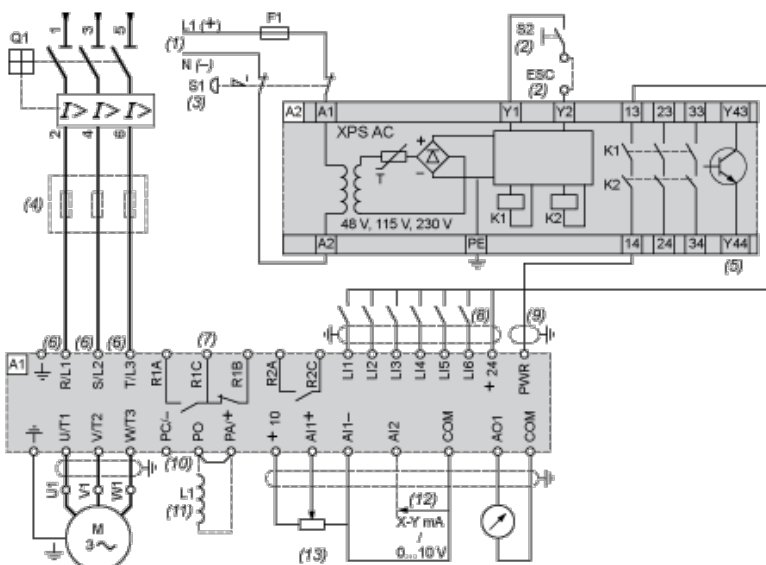 1 3 5
Q1
I> I> I>
2 4 6
(4)
L1 (+)
F1
(1)
N (–)
S1
(3)
S2
(2)
ESC
(2)
A2 A1 Y1 Y2 13 23 33 Y43
XPS AC
+
–
T
K1
K2
K1 K2
48 V, 115 V, 230 V
A2 PE 14 24 34 Y44
(5)
(8) (9)
(6) (6) (6) (7)
A1
R/L1 S/L2 T/L3 R1A R1C R1B R2A R2C LI1 LI2 LI3 LI4 LI5 LI6 + 24 PWR
U/T1 V/T2 W/T3 PC/– PO PA/+ + 10 AI1+ AI1– AI2 COM AO1 COM
(10)
U1 V1 W1
L1
(11)
M
3~
(12)
X-Y mA
/
0...10 V
(13)